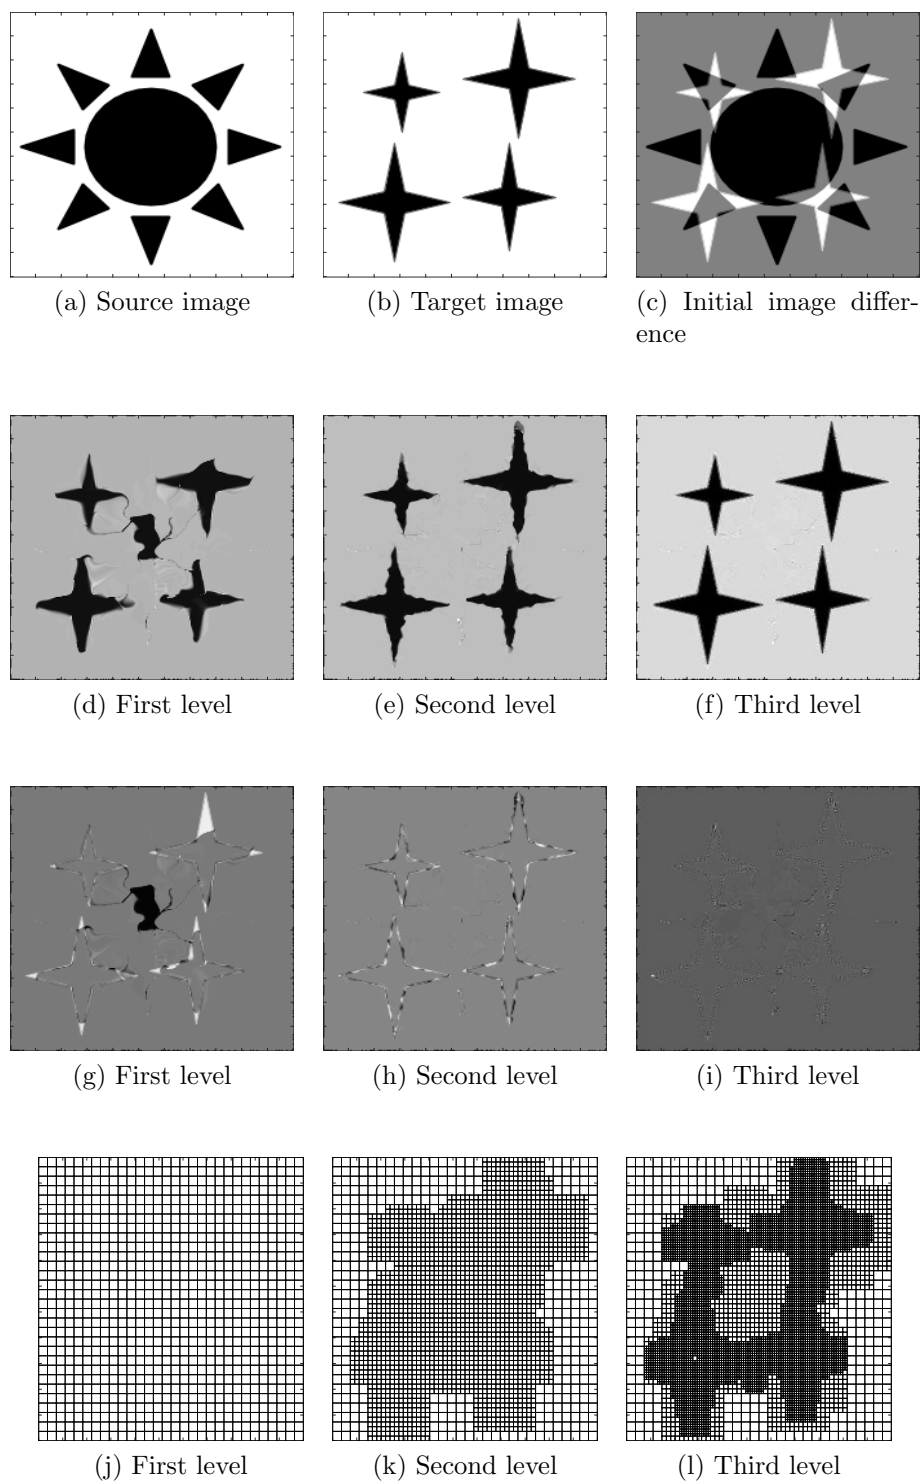 (a) Source image
(b) Target image
(c) Initial image differ-
ence
(d) First level
(e) Second level
(f) Third level
(g) First level
(h) Second level
(i) Third level
(j) First level
(k) Second level
(l) Third level